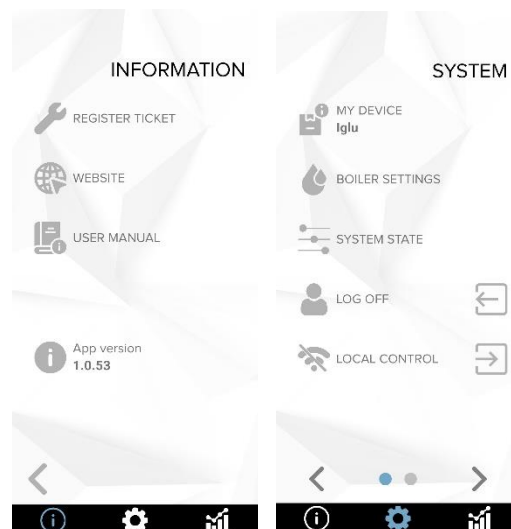 INFORMATION
REGISTER TICKET
WEBSITE
USER MANUAL
App version
1.0.53
SYSTEM
MY DEVICE
Iglu
BOILER SETTINGS
SYSTEM STATE
LOG OFF
LOCAL CONTROL